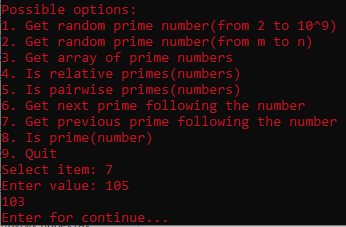 Possible options:
1. Get random prime number(from 2 to 10^9)
2. Get random prime number(from m to n)
3. Get array of prime numbers
4. Is relative primes(numbers)
5. Is pairwise primes(numbers)
6. Get next prime following the number
7. Get previous prime following the number
8. Is prime(number)
9. Quit
Select item: 7
Enter value: 105
103
Enter for continue...